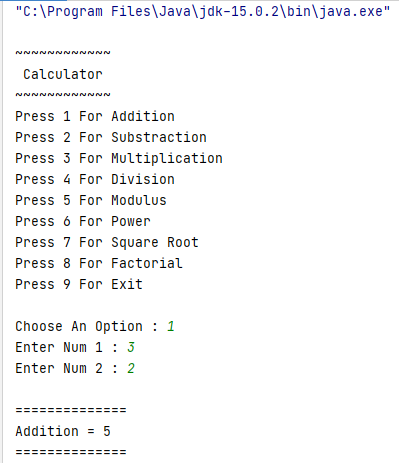 "C:\Program Files\Java\jdk-15.0.2\bin\java.exe"
~~~~~~~~~~~~
Calculator
~~~~~~~~~~~~
Press 1 For Addition
Press 2 For Substraction
Press 3 For Multiplication
Press 4 For Division
Press 5 For Modulus
Press 6 For Power
Press 7 For Square Root
Press 8 For Factorial
Press 9 For Exit
Choose An Option : 1
Enter Num 1 : 3
Enter Num 2 : 2
==============
Addition = 5
==============